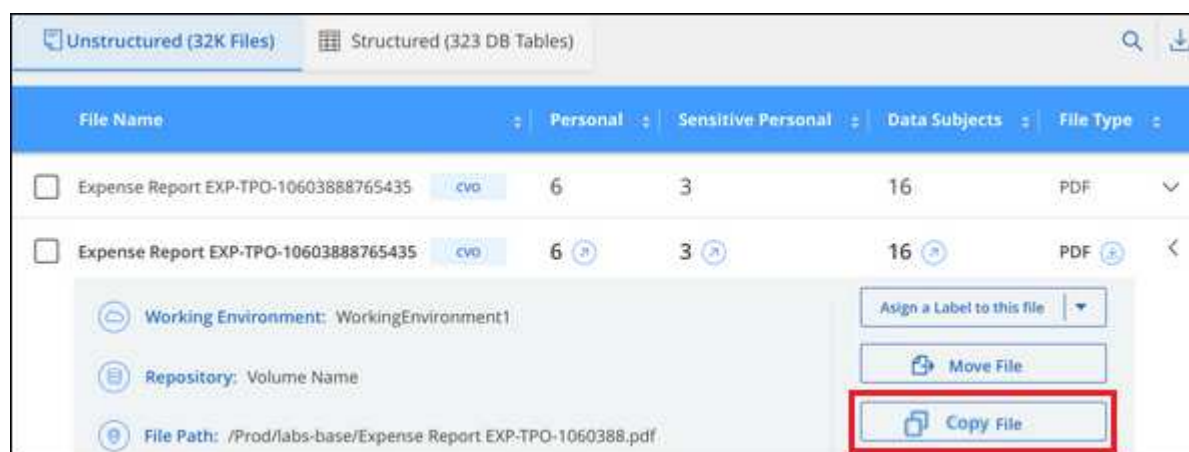 Unstructured (32K Files) Structured (323 DB Tables)
File Name Personal Sensitive Personal Data Subjects File Type
Expense Report EXP-TPO-10603888765435 CVO 6 3 16 PDF
Expense Report EXP-TPO-10603888765435 CVO 6 3 16 PDF
Working Environment: WorkingEnvironment1 Asign a Label to this file
Repository: Volume Name Move File
File Path: /Prod/labs-base/Expense Report EXP-TPO-1060388.pdf Copy File